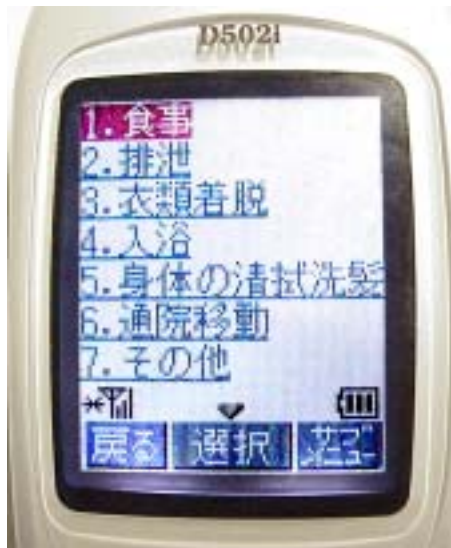 D502i
1.食事
2.排泄
3.衣類着脱
4.入浴
5.身体の清拭洗髪
6.通院移動
7.その他
戻る 選択 サブメニュー